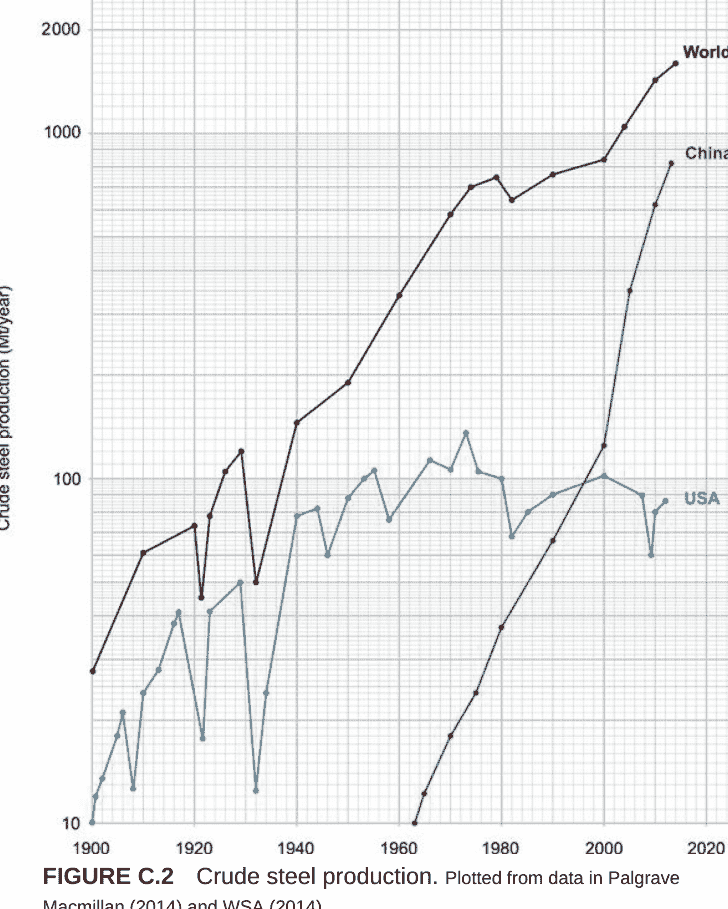 2000
World
1000
China
Crude steel production (Mt/year)
100
USA
10
1900 1920 1940 1960 1980 2000 2020
FIGURE C.2 Crude steel production. Plotted from data in Palgrave
Macmillan (2014) and WSA (2014)